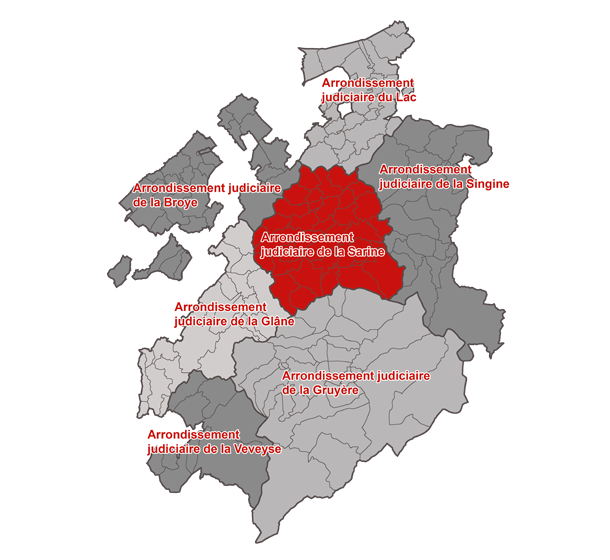 Arrondissement
judiciaire du Lac
Arrondissement
judiciaire de la Singine
Arrondissement judiciaire
de la Broye
Arrondissement
judiciaire de la Sarine
Arrondissement
judiciaire de la Glâne
Arrondissement judiciaire
de la Gruyère
Arrondissement
judiciaire de la Veveyse